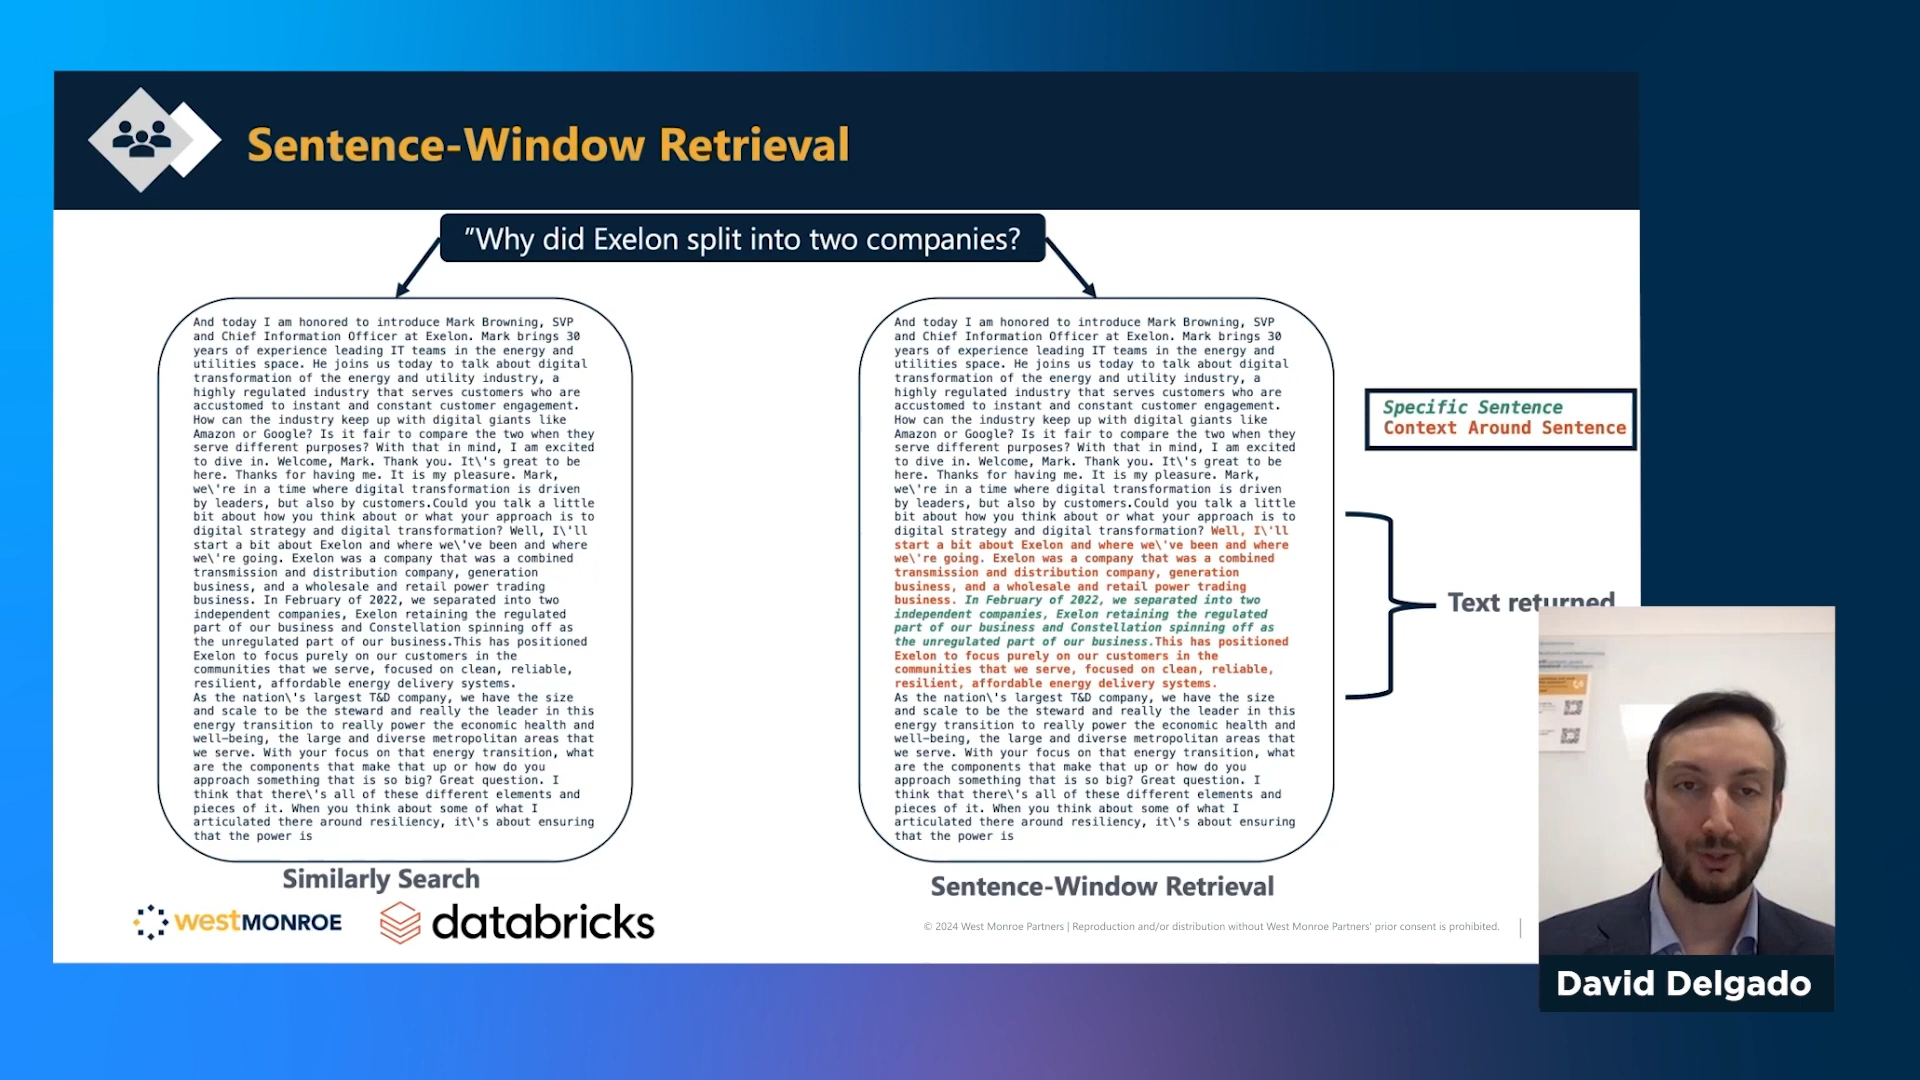 Sentence-Window Retrieval
"Why did Exelon split into two companies?
And today I am honored to introduce Mark Browning, SVP
and Chief Information Officer at Exelon. Mark brings 30
years of experience leading IT teams in the energy and
utilities space. He joins us today to talk about digital
transformation of the energy and utility industry, a
highly regulated industry that serves customers who are
accustomed to instant and constant customer engagement.
How can the industry keep up with digital giants like
Amazon or Google? Is it fair to compare the two when they
serve different purposes? With that in mind, I am excited
to dive in. Welcome, Mark. Thank you. It\'s great to be
here. Thanks for having me. It is my pleasure. Mark,
we\'re in a time where digital transformation is driven
by leaders, but also by customers.Could you talk a little
bit about how you think about or what your approach is to
digital strategy and digital transformation? Well, I\'ll
start a bit about Exelon and where we\'ve been and where
we\'re going. Exelon was a company that was a combined
transmission and distribution company, generation
business, and a wholesale and retail power trading
business. In February of 2022, we separated into two
independent companies, Exelon retaining the regulated
part of our business and Constellation spinning off as
the unregulated part of our business.This has positioned
Exelon to focus purely on our customers in the
communities that we serve, focused on clean, reliable,
resilient, affordable energy delivery systems.
As the nation\'s largest T&D company, we have the size
and scale to be the steward and really the leader in this
energy transition to really power the economic health and
well-being, the large and diverse metropolitan areas that
we serve. With your focus on that energy transition, what
are the components that make that up or how do you
approach something that is so big? Great question. I
think that there\'s all of these different elements and
pieces of it. When you think about some of what I
articulated there around resiliency, it\'s about ensuring
that the power is
Similarly Search
And today I am honored to introduce Mark Browning, SVP
and Chief Information Officer at Exelon. Mark brings 30
years of experience leading IT teams in the energy and
utilities space. He joins us today to talk about digital
transformation of the energy and utility industry, a
highly regulated industry that serves customers who are
accustomed to instant and constant customer engagement.
How can the industry keep up with digital giants like
Amazon or Google? Is it fair to compare the two when they
serve different purposes? With that in mind, I am excited
to dive in. Welcome, Mark. Thank you. It\'s great to be
here. Thanks for having me. It is my pleasure. Mark,
we\'re in a time where digital transformation is driven
by leaders, but also by customers.Could you talk a little
bit about how you think about or what your approach is to
digital strategy and digital transformation? Well, I\'ll
start a bit about Exelon and where we\'ve been and where
we\'re going. Exelon was a company that was a combined
transmission and distribution company, generation
business, and a wholesale and retail power trading
business. In February of 2022, we separated into two
independent companies, Exelon retaining the regulated
part of our business and Constellation spinning off as
the unregulated part of our business.This has positioned
Exelon to focus purely on our customers in the
communities that we serve, focused on clean, reliable,
resilient, affordable energy delivery systems.
As the nation\'s largest T&D company, we have the size
and scale to be the steward and really the leader in this
energy transition to really power the economic health and
well-being, the large and diverse metropolitan areas that
we serve. With your focus on that energy transition, what
are the components that make that up or how do you
approach something that is so big? Great question. I
think that there\'s all of these different elements and
pieces of it. When you think about some of what I
articulated there around resiliency, it\'s about ensuring
that the power is
Sentence-Window Retrieval
Specific Sentence
Context Around Sentence
Text returned
westMONROE
databricks
© 2024 West Monroe Partners | Reproduction and/or distribution without West Monroe Partners' prior consent is prohibited.
David Delgado